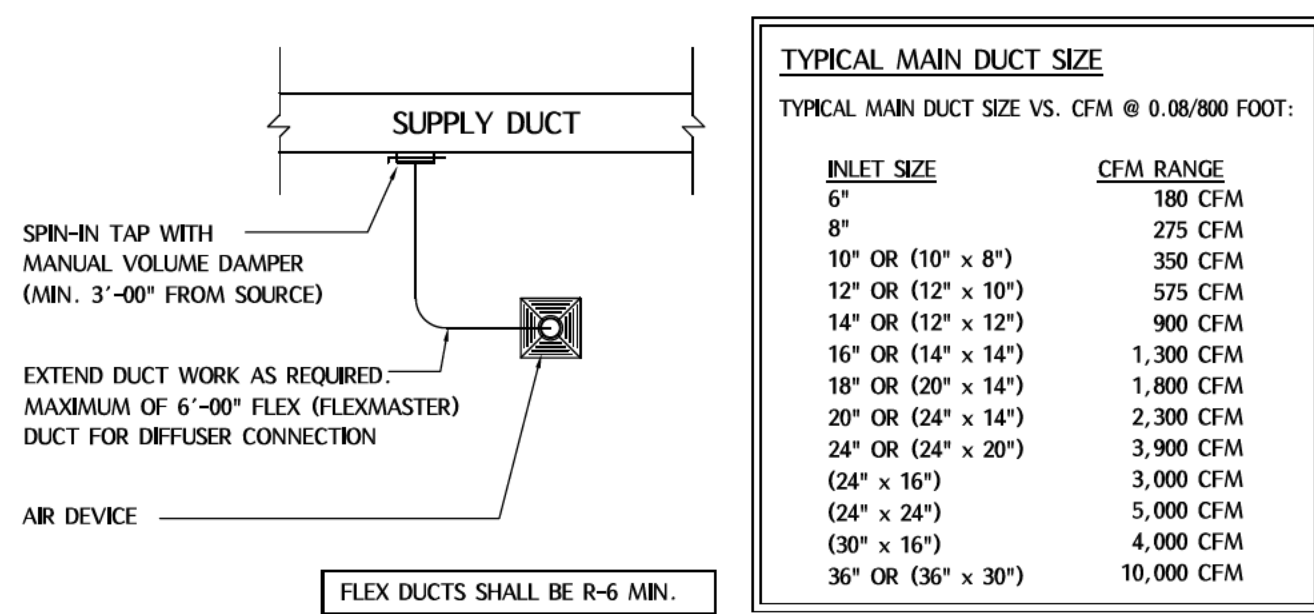 SUPPLY DUCT
SPIN-IN TAP WITH
MANUAL VOLUME DAMPER
(MIN. 3'-00" FROM SOURCE)
EXTEND DUCT WORK AS REQUIRED.
MAXIMUM OF 6'-00" FLEX (FLEXMASTER)
DUCT FOR DIFFUSER CONNECTION
AIR DEVICE
FLEX DUCTS SHALL BE R-6 MIN.
TYPICAL MAIN DUCT SIZE
TYPICAL MAIN DUCT SIZE VS. CFM @ 0.08/800 FOOT:
INLET SIZE CFM RANGE
6" 180 CFM
8" 275 CFM
10" OR (10" x 8") 350 CFM
12" OR (12" x 10") 575 CFM
14" OR (12" x 12") 900 CFM
16" OR (14" x 14") 1,300 CFM
18" OR (20" x 14") 1,800 CFM
20" OR (24" x 14") 2,300 CFM
24" OR (24" x 20") 3,900 CFM
(24" x 16") 3,000 CFM
(24" x 24") 5,000 CFM
(30" x 16") 4,000 CFM
36" OR (36" x 30") 10,000 CFM